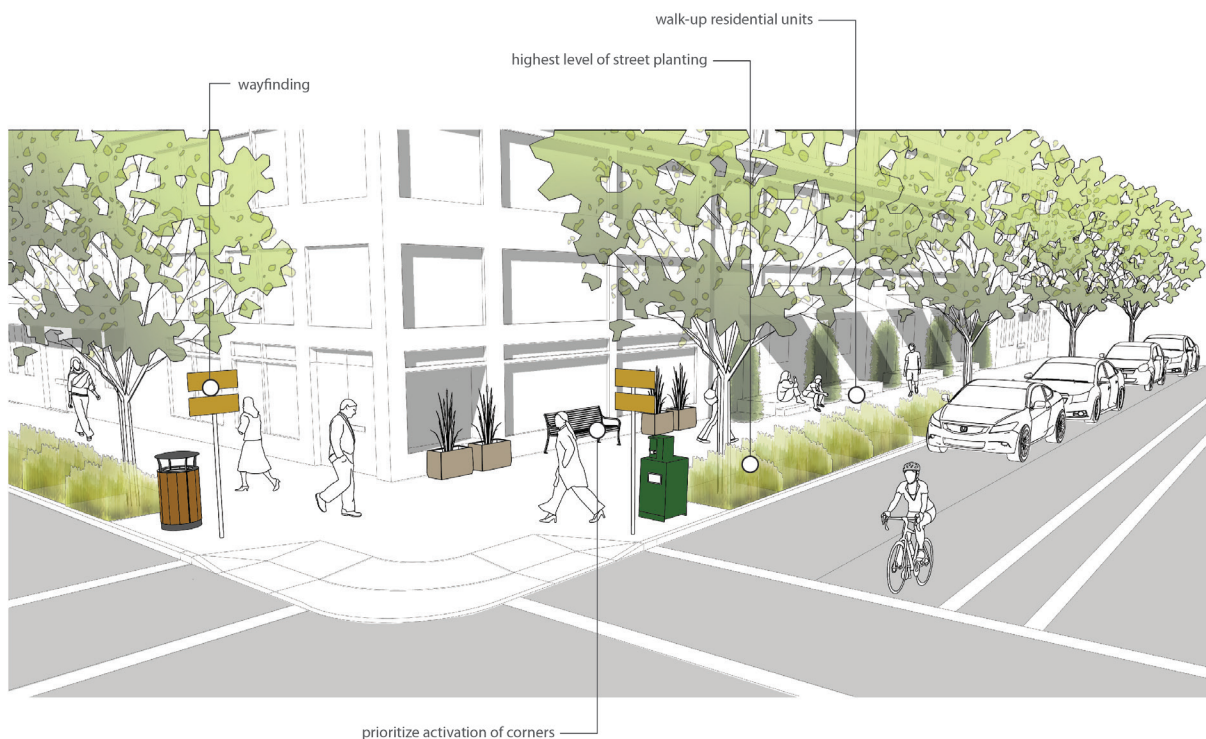 walk-up residential units
highest level of street planting
wayfinding
prioritize activation of corners